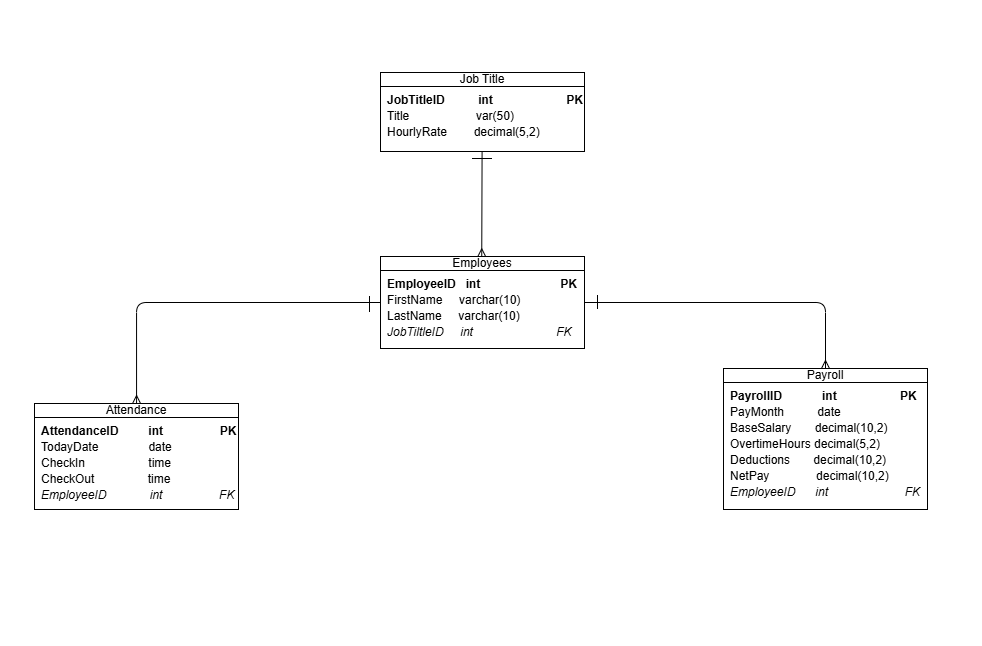 Job Title
JobTitleID int PK
Title var(50)
HourlyRate decimal(5,2)
Employees
EmployeeID int PK
FirstName varchar(10)
LastName varchar(10)
JobTiltleID int FK
Attendance
AttendanceID int PK
TodayDate date
CheckIn time
CheckOut time
EmployeeID int FK
Payroll
PayrollID int PK
PayMonth date
BaseSalary decimal(10,2)
OvertimeHours decimal(5,2)
Deductions decimal(10,2)
NetPay decimal(10,2)
EmployeeID int FK